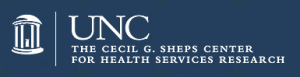 UNC
THE CECIL G. SHEPS CENTER
FOR HEALTH SERVICES RESEARCH